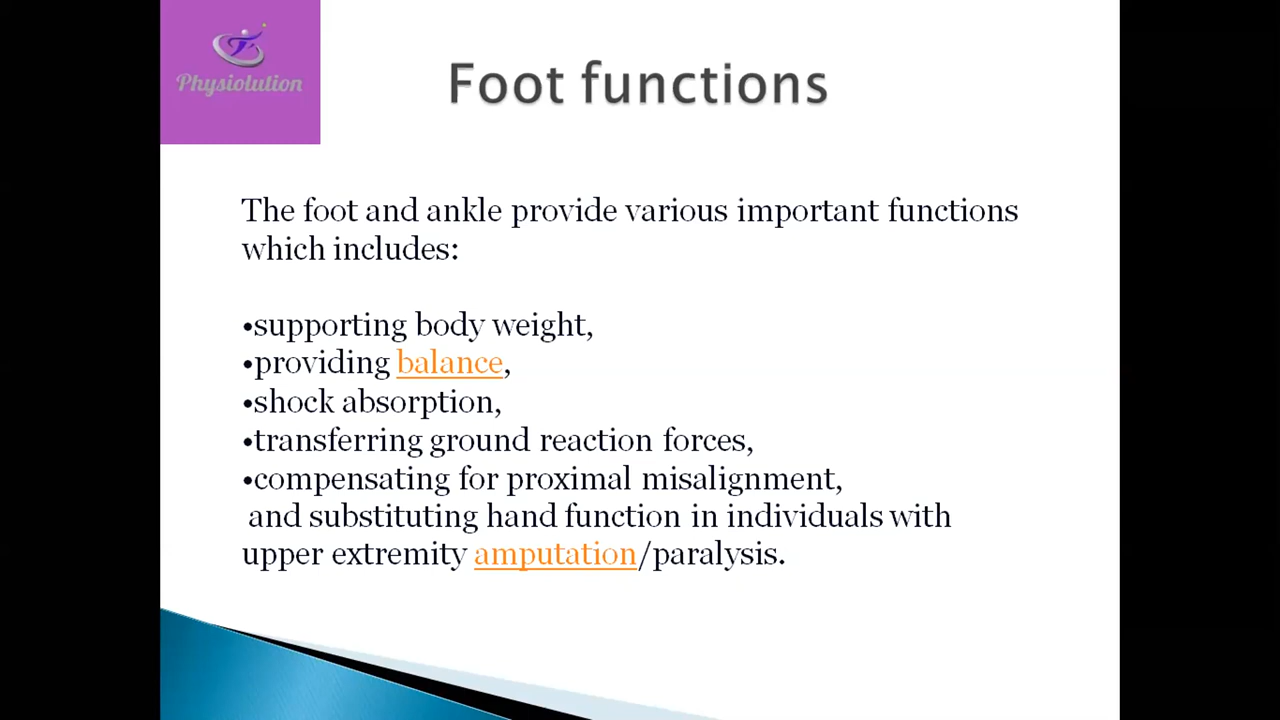 Physiolution
Foot functions
The foot and ankle provide various important functions
which includes:
•supporting body weight,
•providing balance,
•shock absorption,
•transferring ground reaction forces,
•compensating for proximal misalignment,
and substituting hand function in individuals with
upper extremity amputation/paralysis.